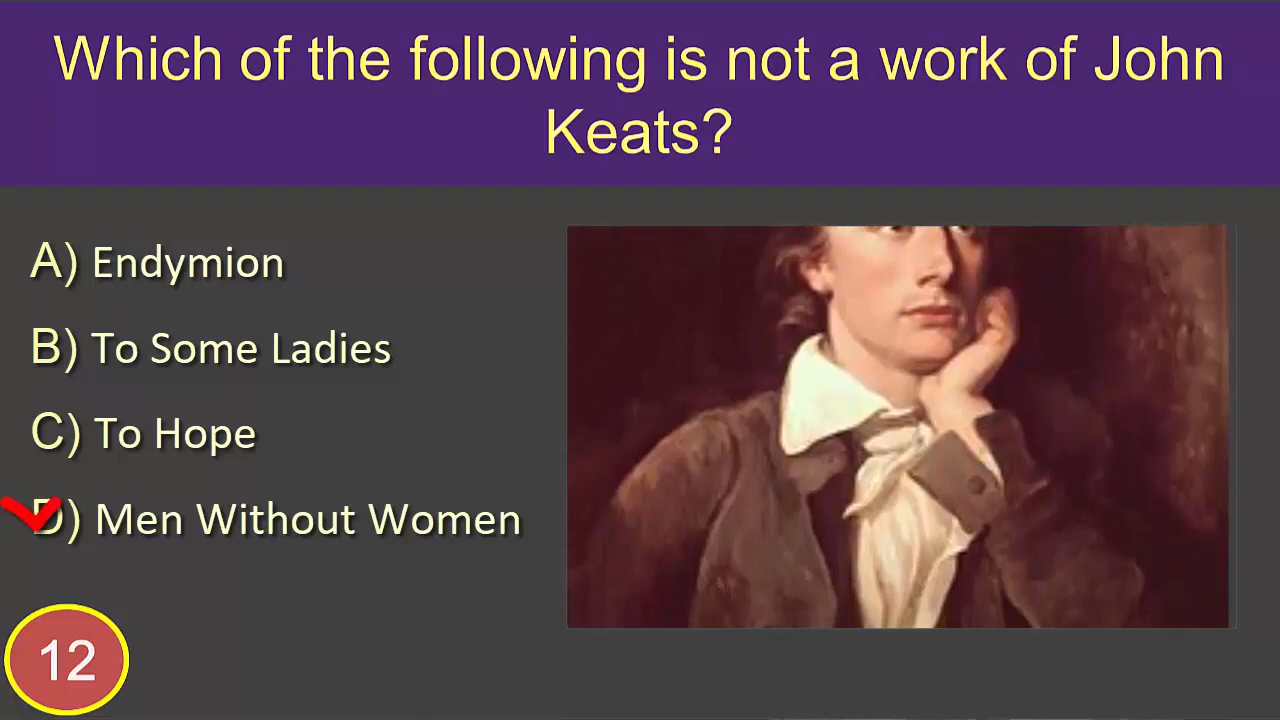 Which of the following is not a work of John
Keats?
A) Endymion
B) To Some Ladies
C) To Hope
D) Men Without Women
12